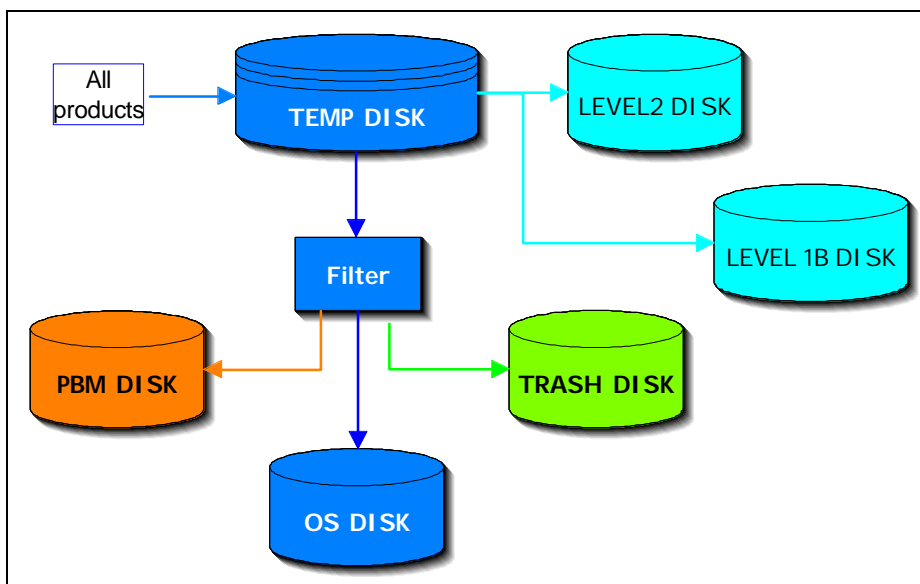 All
products
TEMP DISK
LEVEL2 DISK
LEVEL 1B DISK
Filter
PBM DISK
TRASH DISK
OS DISK